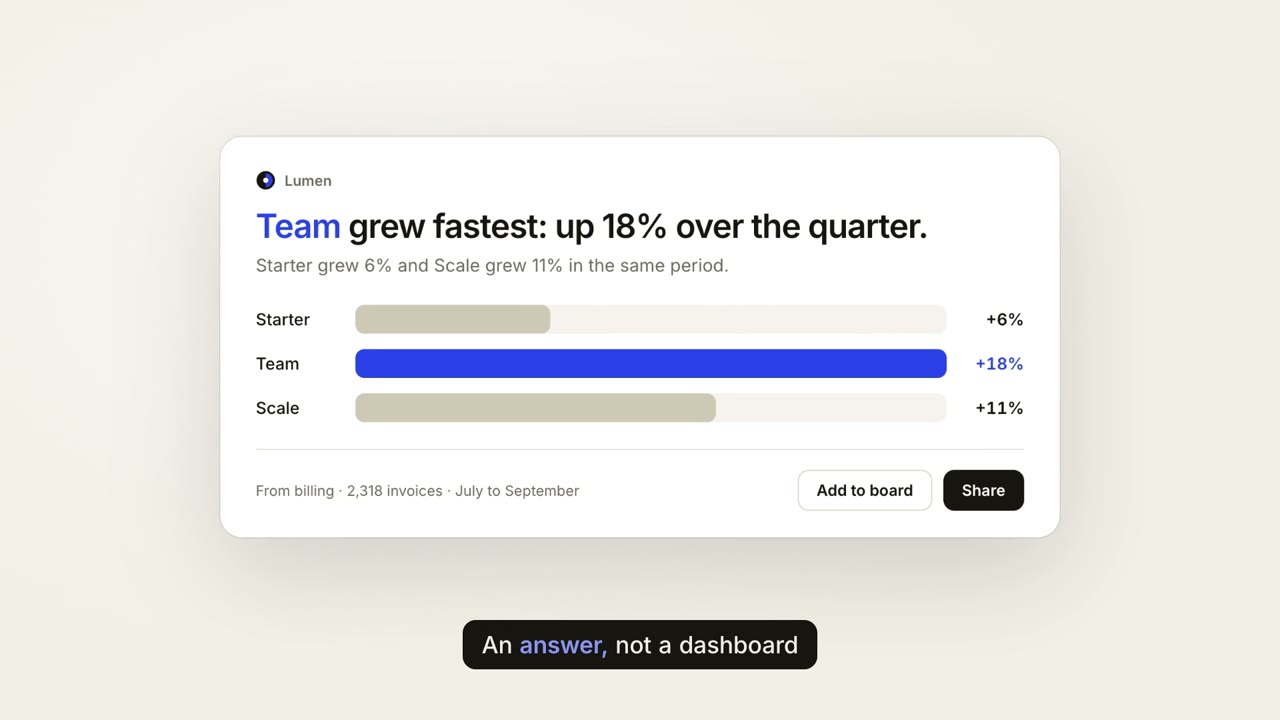 Lumen
Team grew fastest: up 18% over the quarter.
Starter grew 6% and Scale grew 11% in the same period.
Starter +6%
Team +18%
Scale +11%
From billing · 2,318 invoices · July to September
Add to board
Share
An answer, not a dashboard